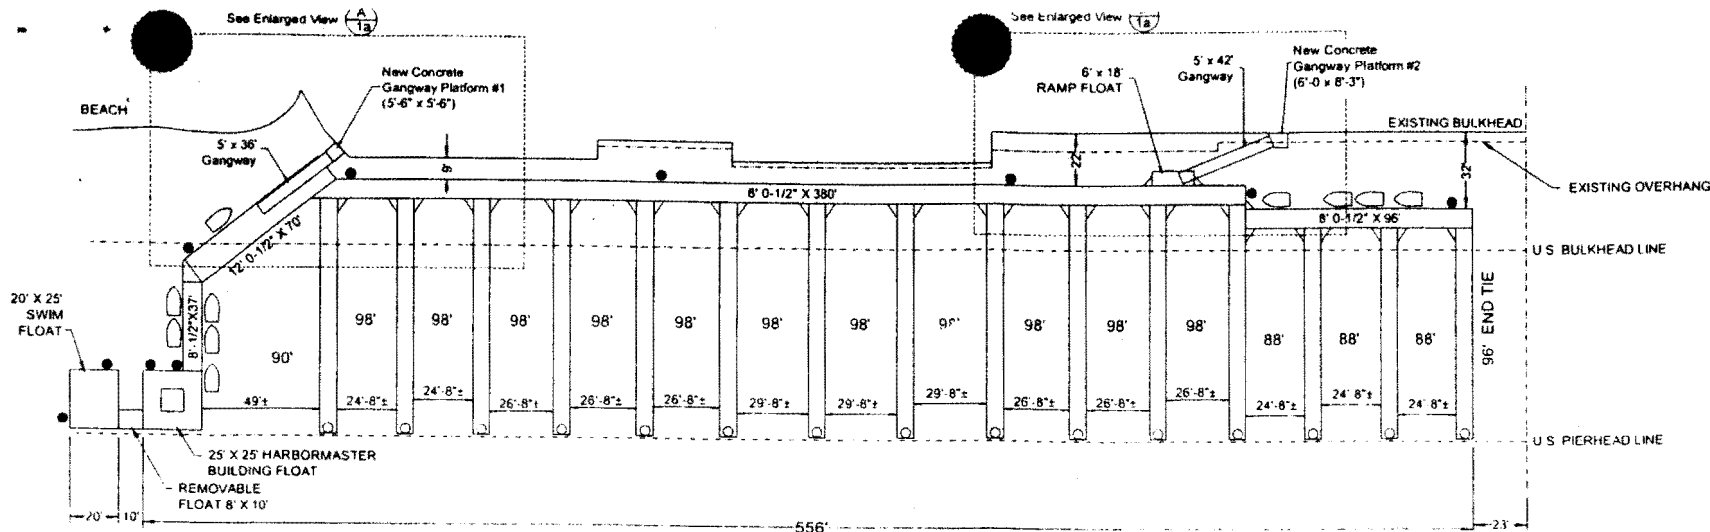 See Enlarged View
A
1a
See Enlarged View
1a
New Concrete
Gangway Platform #1
(5'-6" x 5'-6")
5' x 42'
Gangway
New Concrete
Gangway Platform #2
(6'-0 x 8'-3")
6' x 18'
RAMP FLOAT
BEACH
EXISTING BULKHEAD
5' x 36'
Gangway
22'
32'
EXISTING OVERHANG
8' 0-1/2" X 380'
8' 0-1/2" X 96'
12' 0-1/2" X 70'
U.S BULKHEAD LINE
20' X 25'
SWIM
FLOAT
8'-1/2"X37'
90'
98'
98'
98'
98'
98'
98'
98'
98'
98'
98'
98'
88'
88'
88'
96' END TIE
49'±
24'-8"±
24'-8"±
26'-8"±
26'-8"±
26'-8"±
29'-8"±
29'-8"±
29'-8"±
26'-8"±
26'-8"±
26'-8"±
24'-8"±
24'-8"±
24'-8"±
U.S PIERHEAD LINE
25' X 25' HARBORMASTER
BUILDING FLOAT
REMOVABLE
FLOAT 8' X 10'
20'
10'
556'
23'